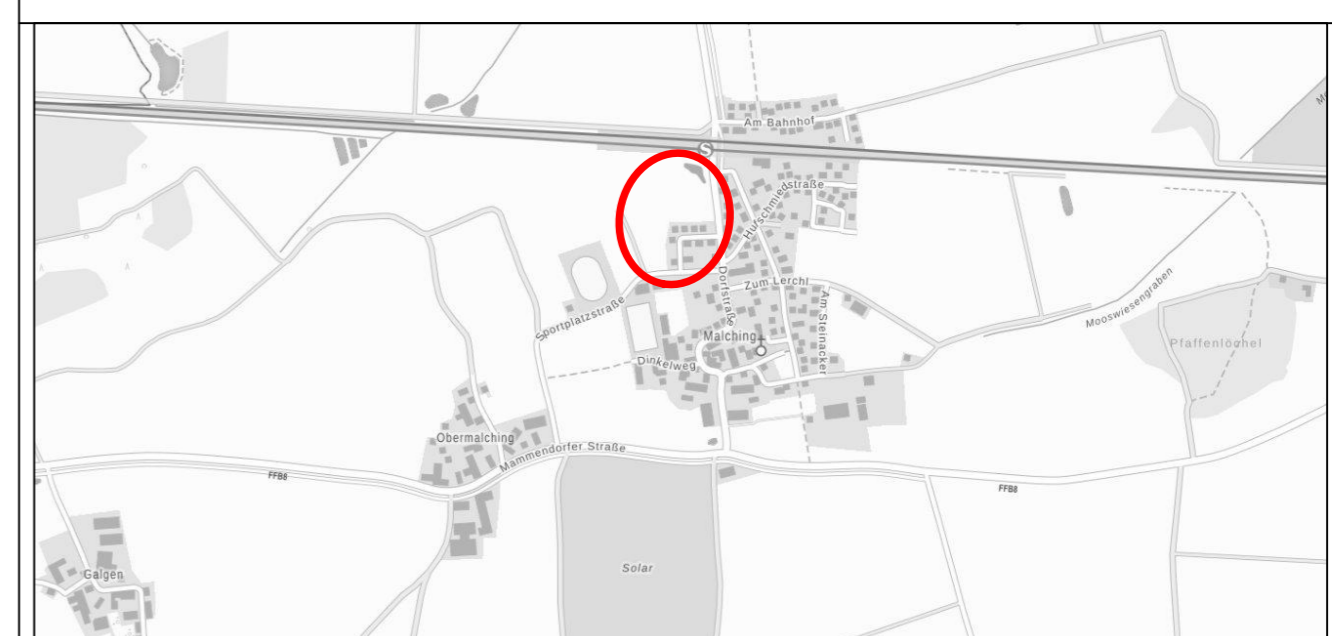 Am Bahnhof
S
Hurschmiedstraße
Zum Lerchl
Dorfstraße
Am Steinacker
Sportplatzstraße
Malching
Dinkelweg
Mooswiesengraben
Pfaffenlöchel
Obermalching
Mammendorfer Straße
FFB8
FFB8
Solar
Galgen